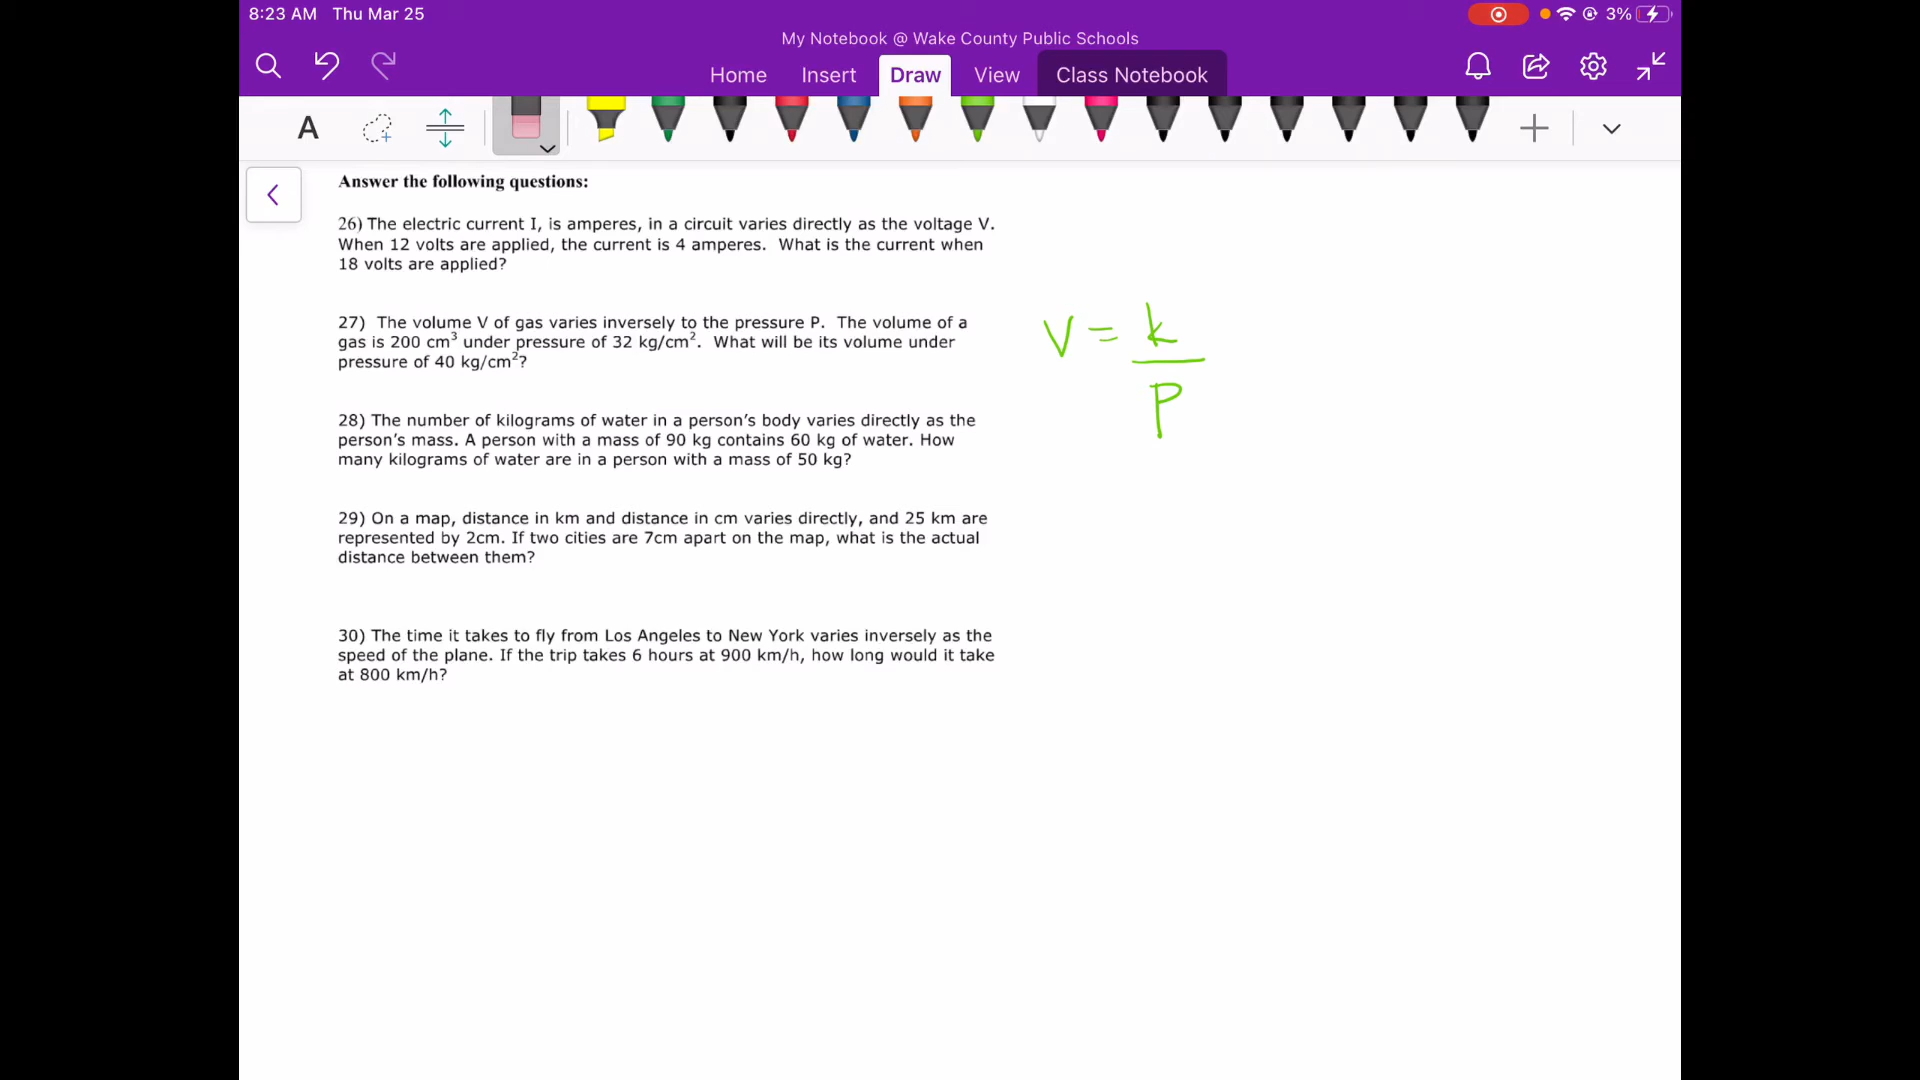 8:23 AM Thu Mar 25
3%
My Notebook @ Wake County Public Schools
Home Insert Draw View Class Notebook
A
Answer the following questions:
26) The electric current I, is amperes, in a circuit varies directly as the voltage V.
When 12 volts are applied, the current is 4 amperes. What is the current when
18 volts are applied?
27) The volume V of gas varies inversely to the pressure P. The volume of a
gas is 200 cm³ under pressure of 32 kg/cm². What will be its volume under
pressure of 40 kg/cm²?
V = k
P
28) The number of kilograms of water in a person's body varies directly as the
person's mass. A person with a mass of 90 kg contains 60 kg of water. How
many kilograms of water are in a person with a mass of 50 kg?
29) On a map, distance in km and distance in cm varies directly, and 25 km are
represented by 2cm. If two cities are 7cm apart on the map, what is the actual
distance between them?
30) The time it takes to fly from Los Angeles to New York varies inversely as the
speed of the plane. If the trip takes 6 hours at 900 km/h, how long would it take
at 800 km/h?